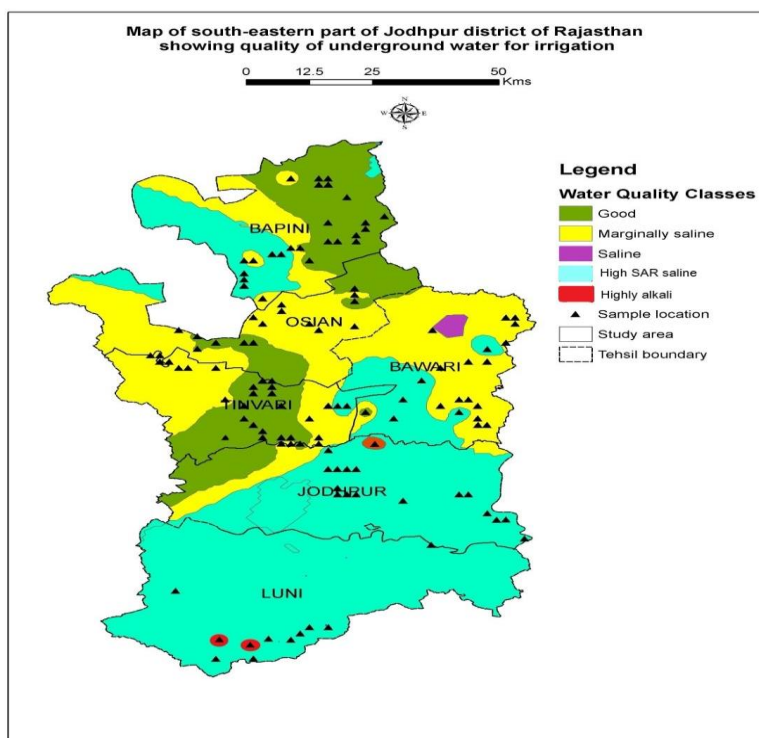 Map of south-eastern part of Jodhpur district of Rajasthan
showing quality of underground water for irrigation
0 12.5 25 50
Kms
N
W E
S
Legend
Water Quality Classes
Good
Marginally saline
Saline
High SAR saline
Highly alkali
Sample location
Study area
Tehsil boundary
BAPINI
OSIAN
BAWARI
TINVARI
JODHPUR
LUNI